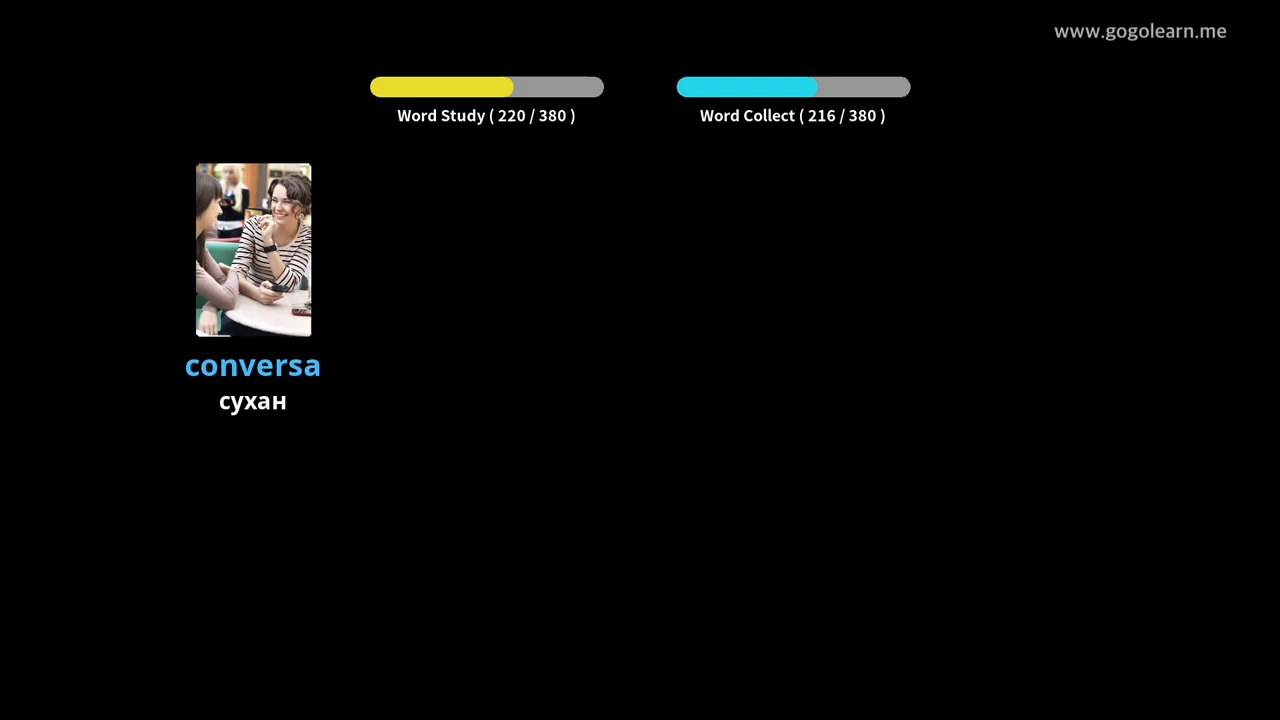 www.gogolearn.me
Word Study ( 220 / 380 )
Word Collect ( 216 / 380 )
conversa
сухан